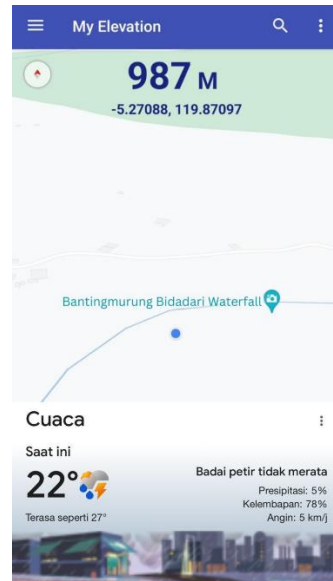 My Elevation
987 M
-5.27088, 119.87097
Bantingmurung Bidadari Waterfall
Cuaca
Saat ini
22°
Badai petir tidak merata
Presipitasi: 5%
Kelembapan: 78%
Terasa seperti 27°
Angin: 5 km/j